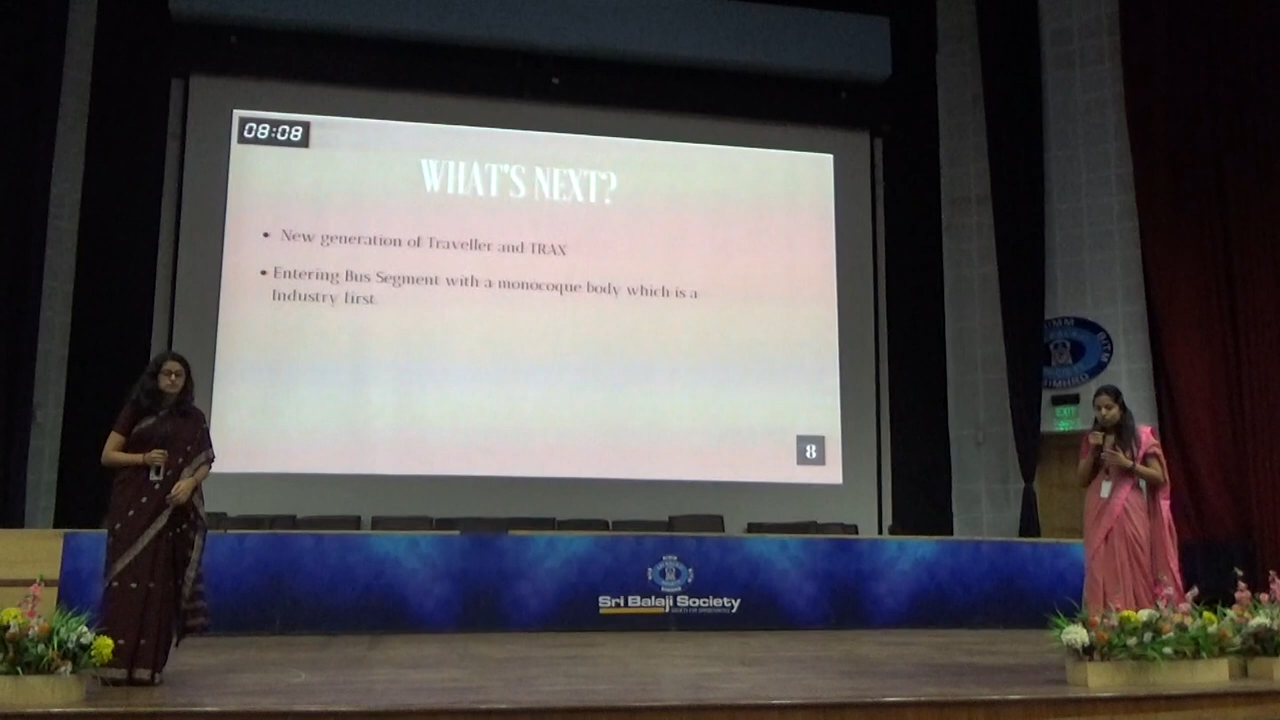 08:08
WHAT'S NEXT?
• New generation of Traveller and TRAX
• Entering Bus Segment with a monocoque body which is a
Industry first.
8
EXIT
Sri Balaji Society